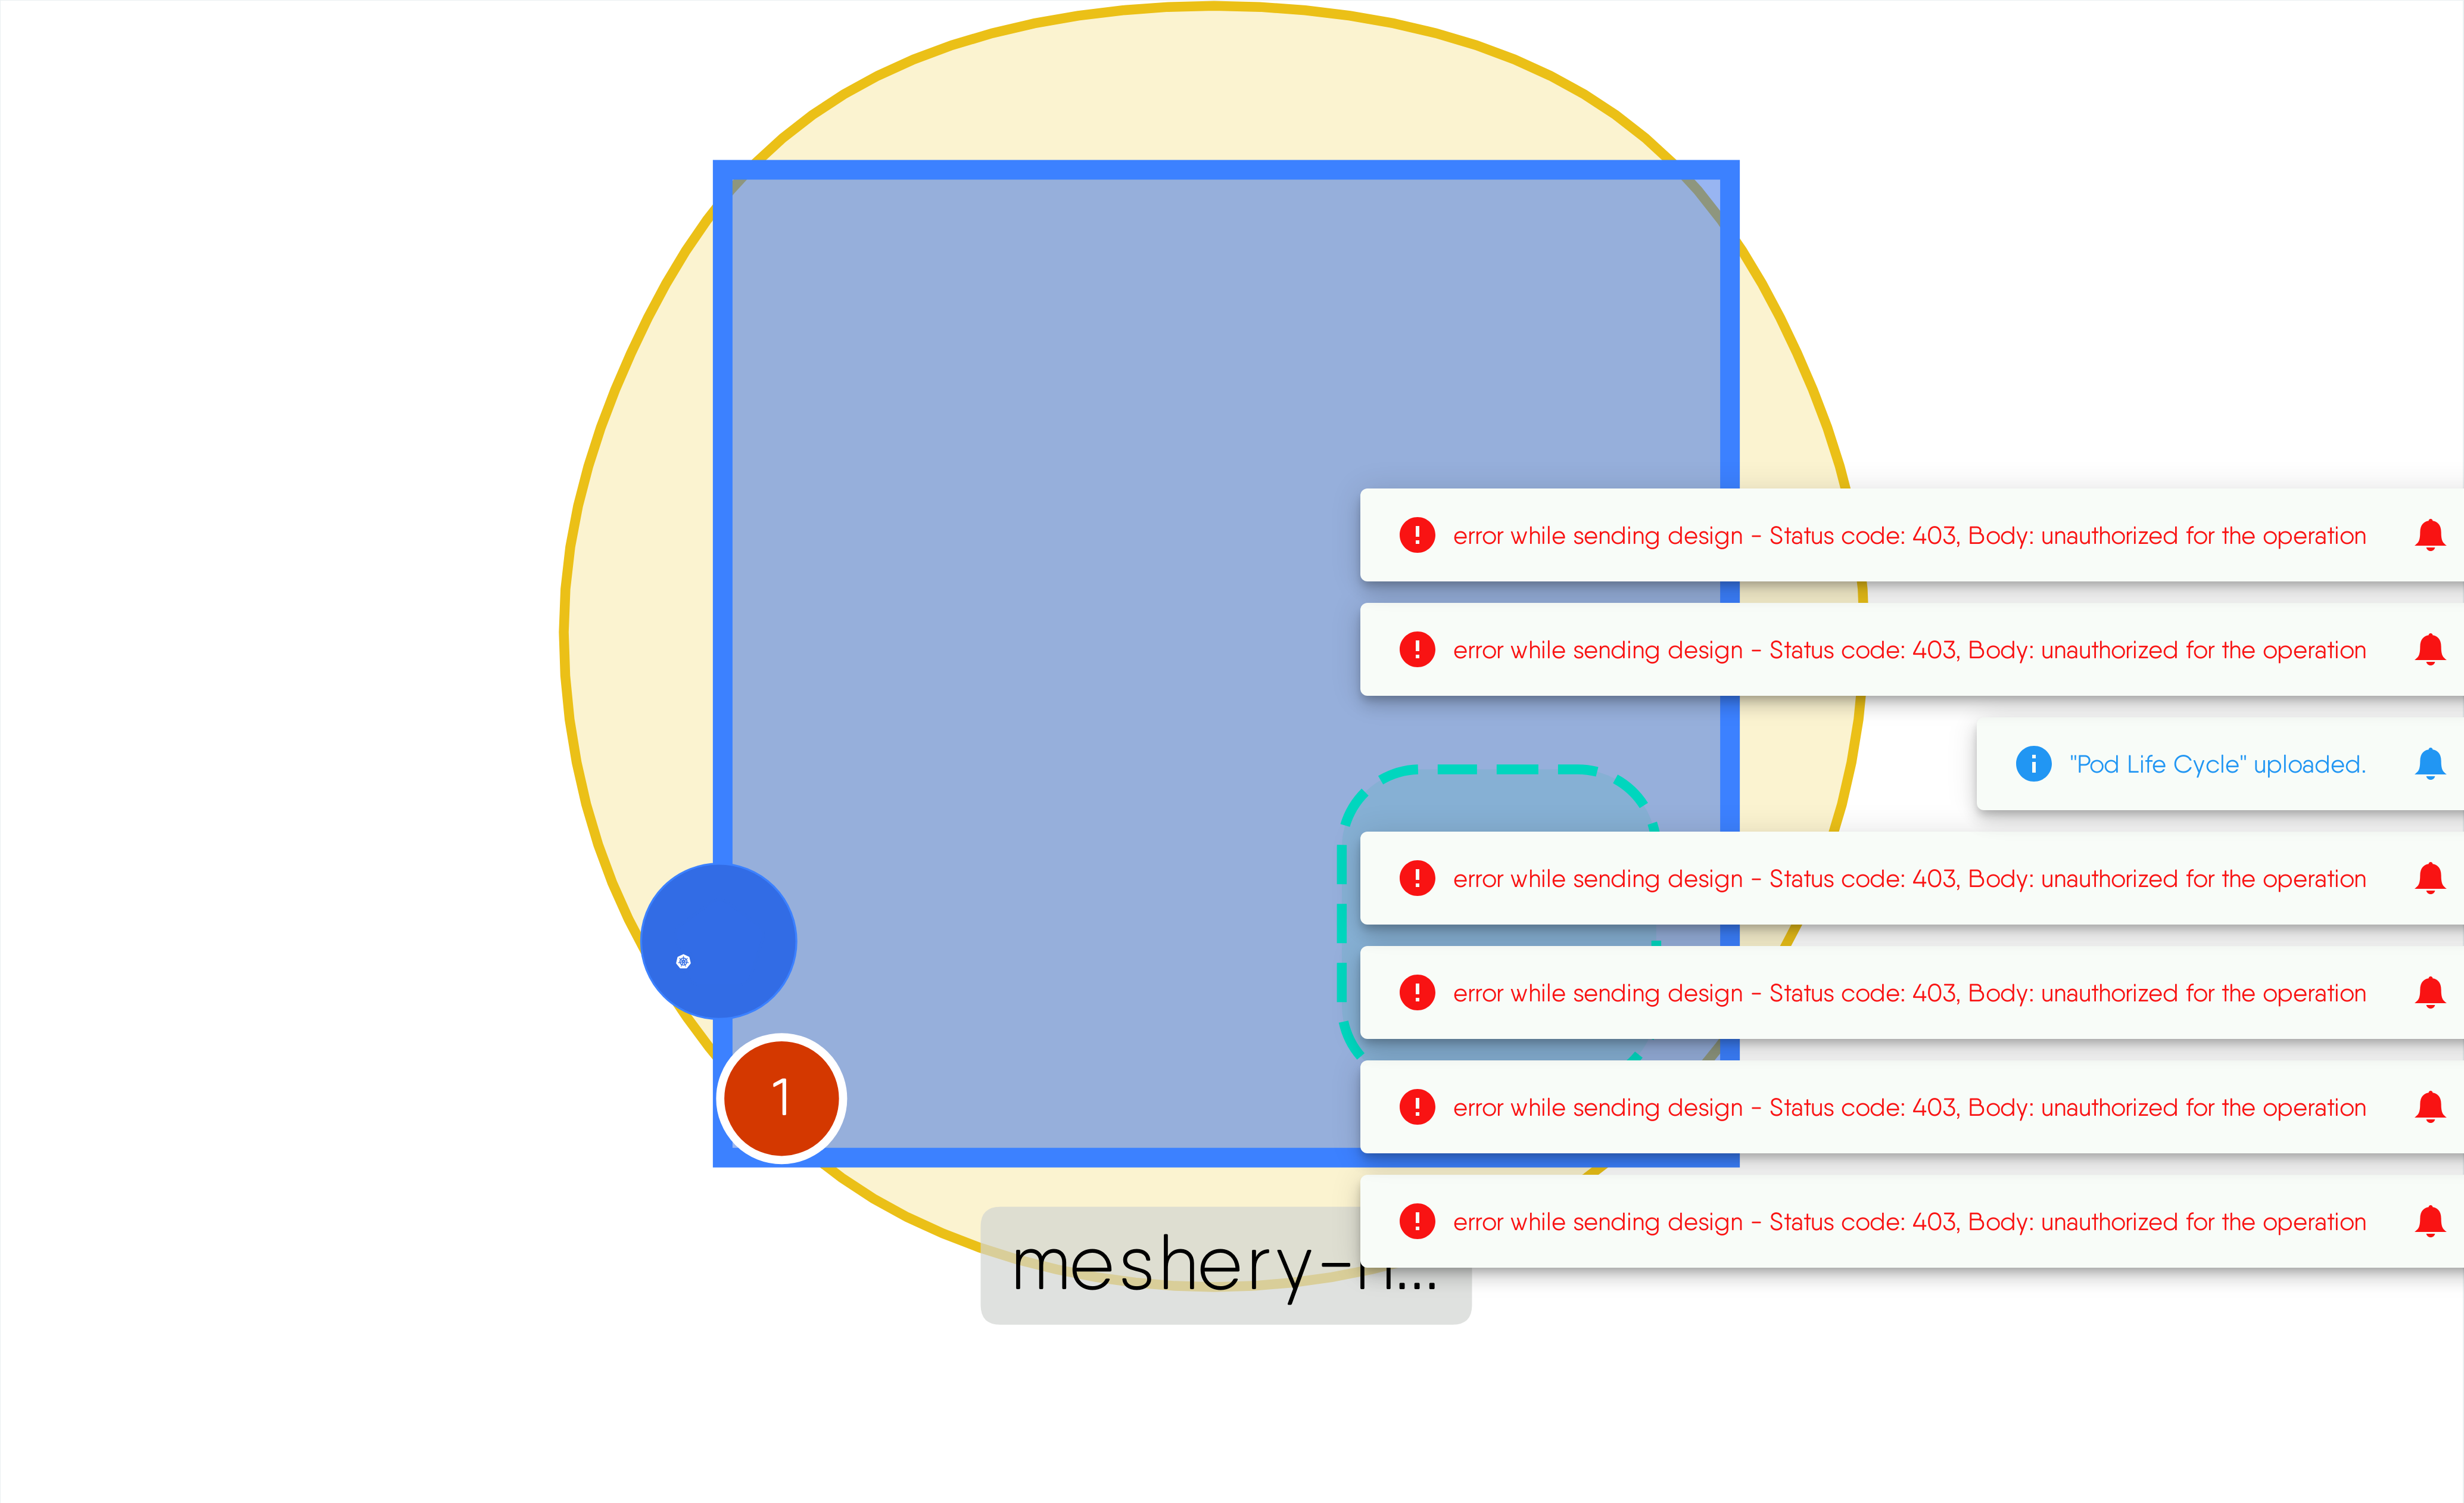 error while sending design - Status code: 403, Body: unauthorized for the operation
error while sending design - Status code: 403, Body: unauthorized for the operation
"Pod Life Cycle" uploaded.
error while sending design - Status code: 403, Body: unauthorized for the operation
error while sending design - Status code: 403, Body: unauthorized for the operation
1
error while sending design - Status code: 403, Body: unauthorized for the operation
error while sending design - Status code: 403, Body: unauthorized for the operation
meshery-n...